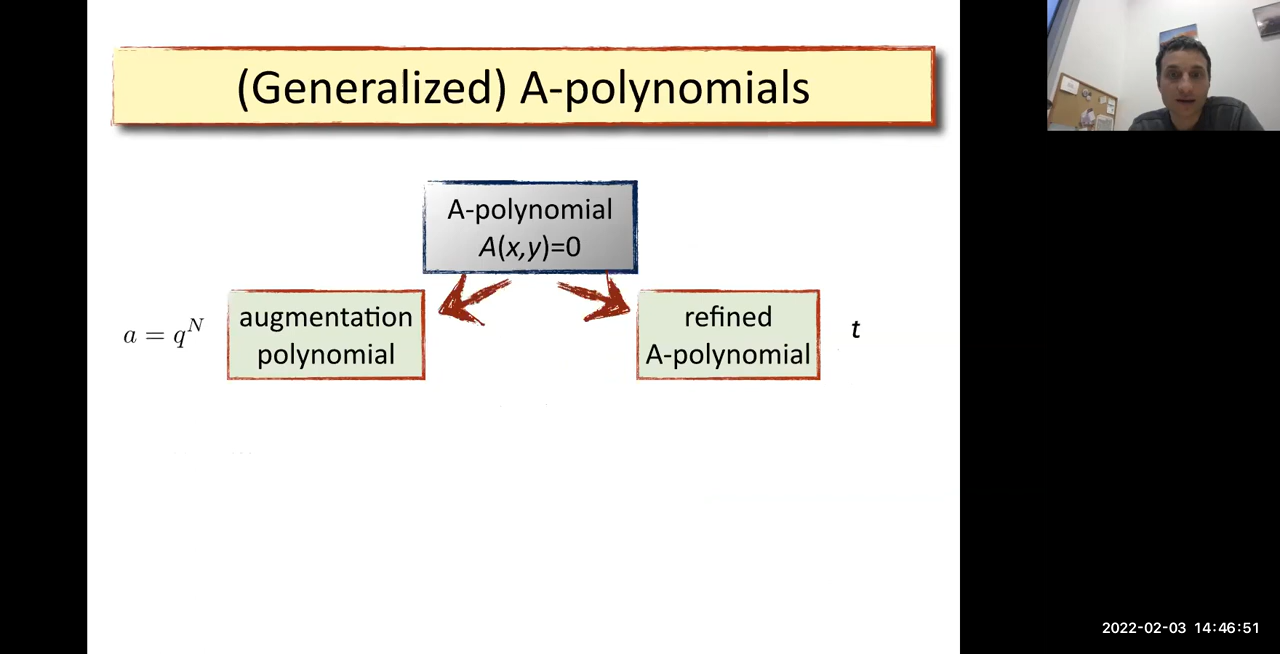 (Generalized) A-polynomials
A-polynomial
A(x,y)=0
a = q^N
augmentation
polynomial
refined
A-polynomial
t
2022-02-03 14:46:51